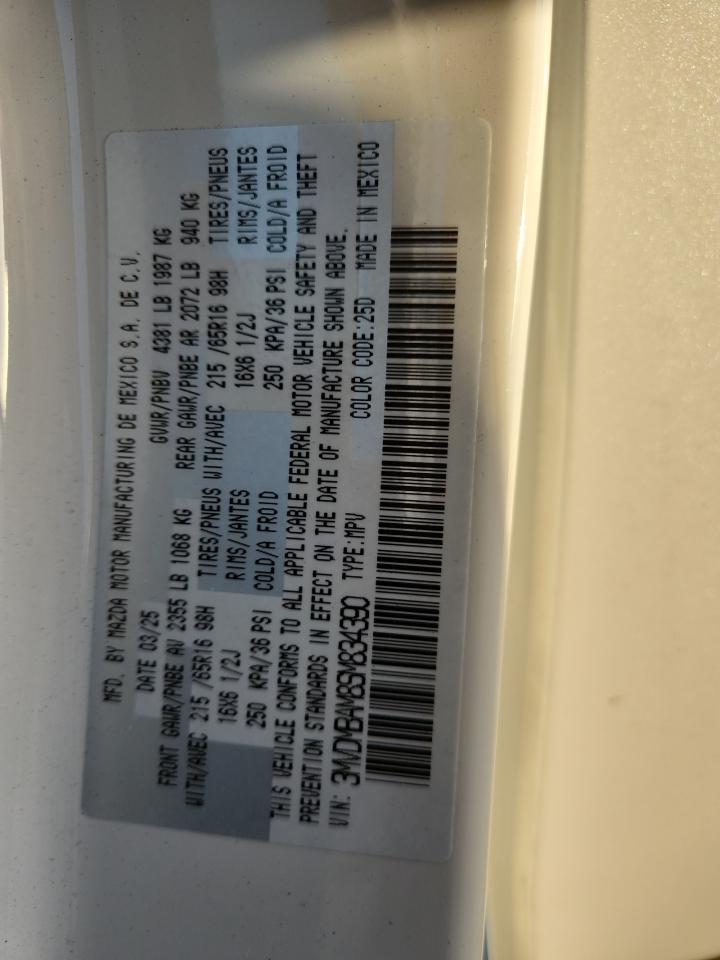 MFD. BY MAZDA MOTOR MANUFACTURING DE MEXICO S.A. DE C.V.
DATE 03/25 GVWR/PNBV 4381 LB 1987 KG
FRONT GAWR/PNBE AV 2355 LB 1068 KG REAR GAWR/PNBE AR 2072 LB 940 KG
WITH/AVEC 215 /65R16 98H TIRES/PNEUS WITH/AVEC 215 /65R16 98H TIRES/PNEUS
16X6 1/2J RIMS/JANTES 16X6 1/2J RIMS/JANTES
250 KPA/36 PSI COLD/A FROID 250 KPA/36 PSI COLD/A FROID
THIS VEHICLE CONFORMS TO ALL APPLICABLE FEDERAL MOTOR VEHICLE SAFETY AND THEFT
PREVENTION STANDARDS IN EFFECT ON THE DATE OF MANUFACTURE SHOWN ABOVE.
VIN: 3MVDMBAM8SM834390 TYPE:MPV COLOR CODE:25D MADE IN MEXICO